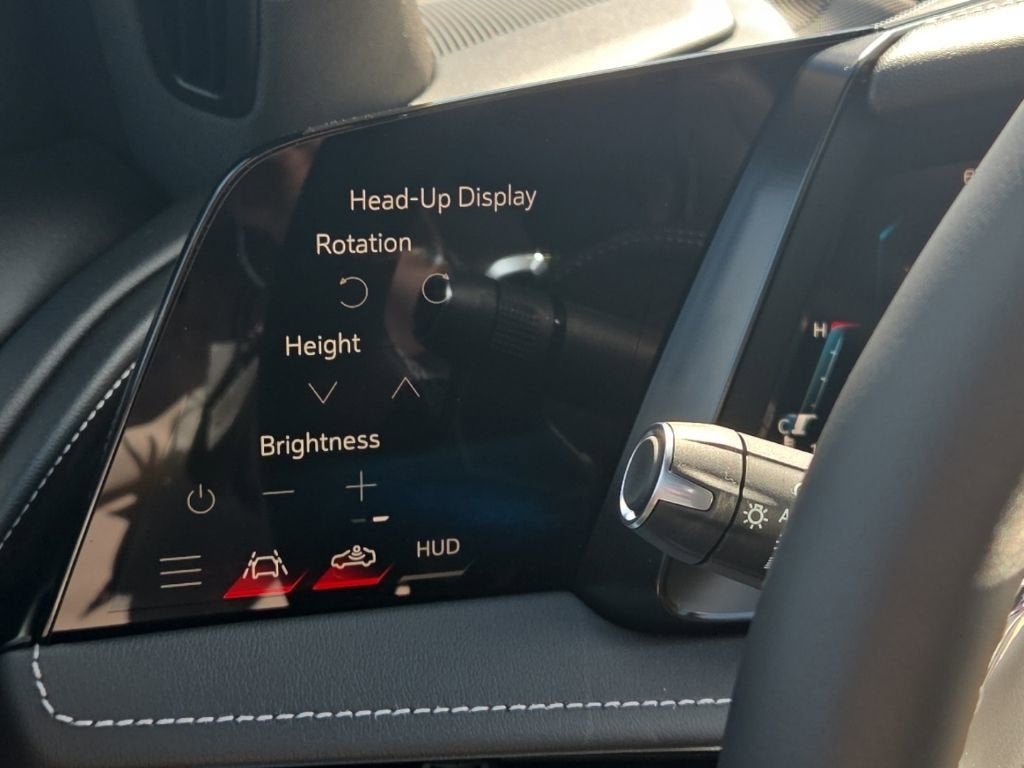 Head-Up Display
Rotation
Height
Brightness
HUD
H